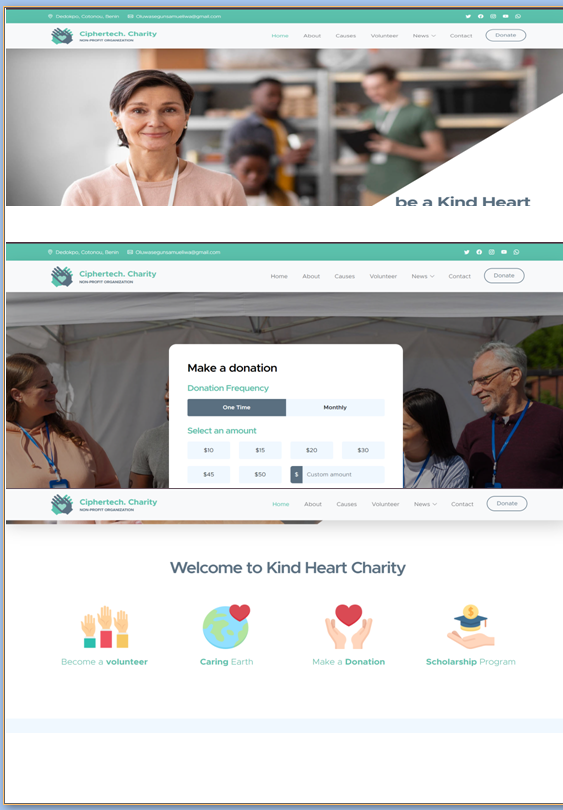 Dedokpo, Cotonou, Benin Oluwasegunsamueliwa@gmail.com
Ciphertech. Charity
NON-PROFIT ORGANIZATION
Home About Causes Volunteer News Contact Donate
be a Kind Heart
Dedokpo, Cotonou, Benin Oluwasegunsamueliwa@gmail.com
Ciphertech. Charity
NON-PROFIT ORGANIZATION
Home About Causes Volunteer News Contact Donate
Make a donation
Donation Frequency
One Time Monthly
Select an amount
$10 $15 $20 $30
$45 $50 $ Custom amount
Ciphertech. Charity
NON-PROFIT ORGANIZATION
Home About Causes Volunteer News Contact Donate
Welcome to Kind Heart Charity
Become a volunteer Caring Earth Make a Donation Scholarship Program